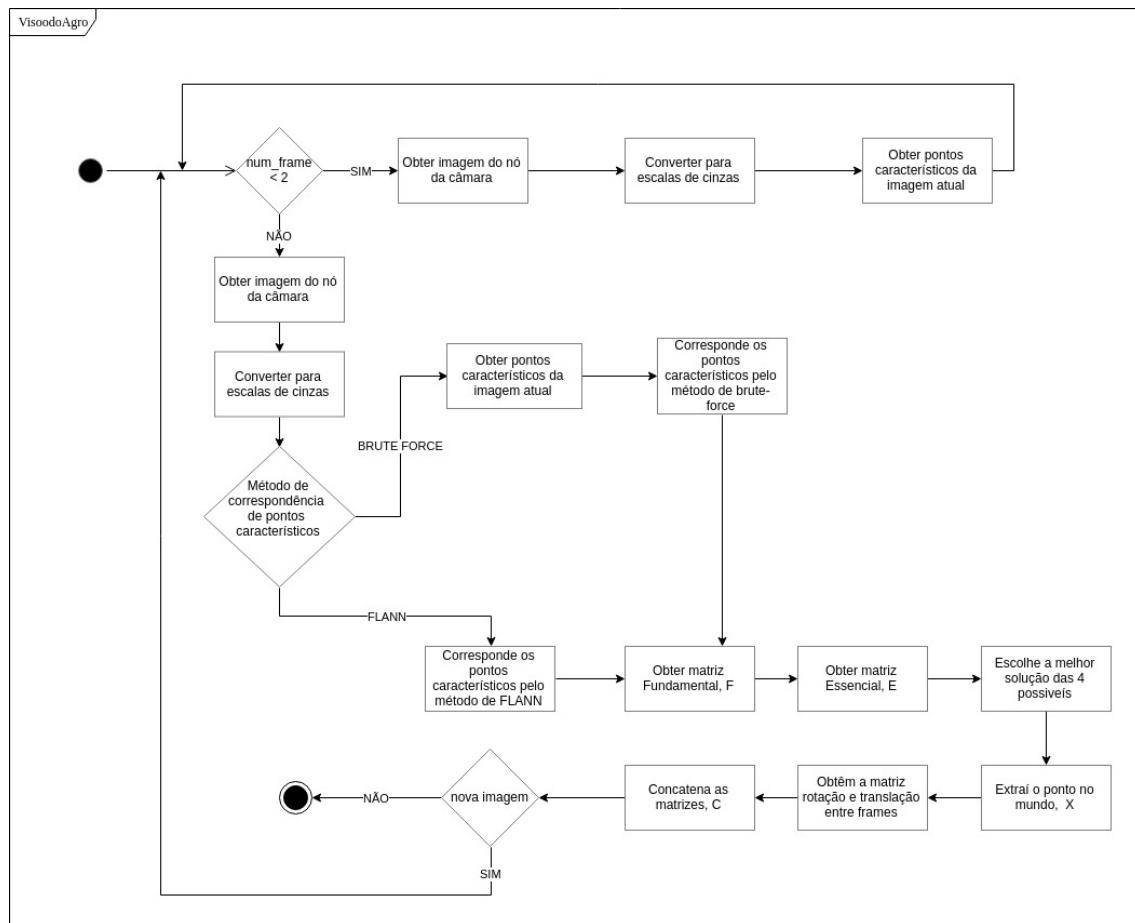 VisoodoAgro
num_frame
< 2
SIM
Obter imagem do nó
da câmara
Converter para
escalas de cinzas
Obter pontos
característicos da
imagem atual
NÃO
Obter imagem do nó
da câmara
Converter para
escalas de cinzas
Obter pontos
característicos da
imagem atual
Corresponde os
pontos
característicos pelo
método de brute-
force
BRUTE FORCE
Método de
correspondência
de pontos
característicos
FLANN
Corresponde os
pontos
característicos pelo
método de FLANN
Obter matriz
Fundamental, F
Obter matriz
Essencial, E
Escolhe a melhor
solução das 4
possiveís
Extraí o ponto no
mundo, X
Obtêm a matriz
rotação e translação
entre frames
Concatena as
matrizes, C
nova imagem
NÃO
SIM